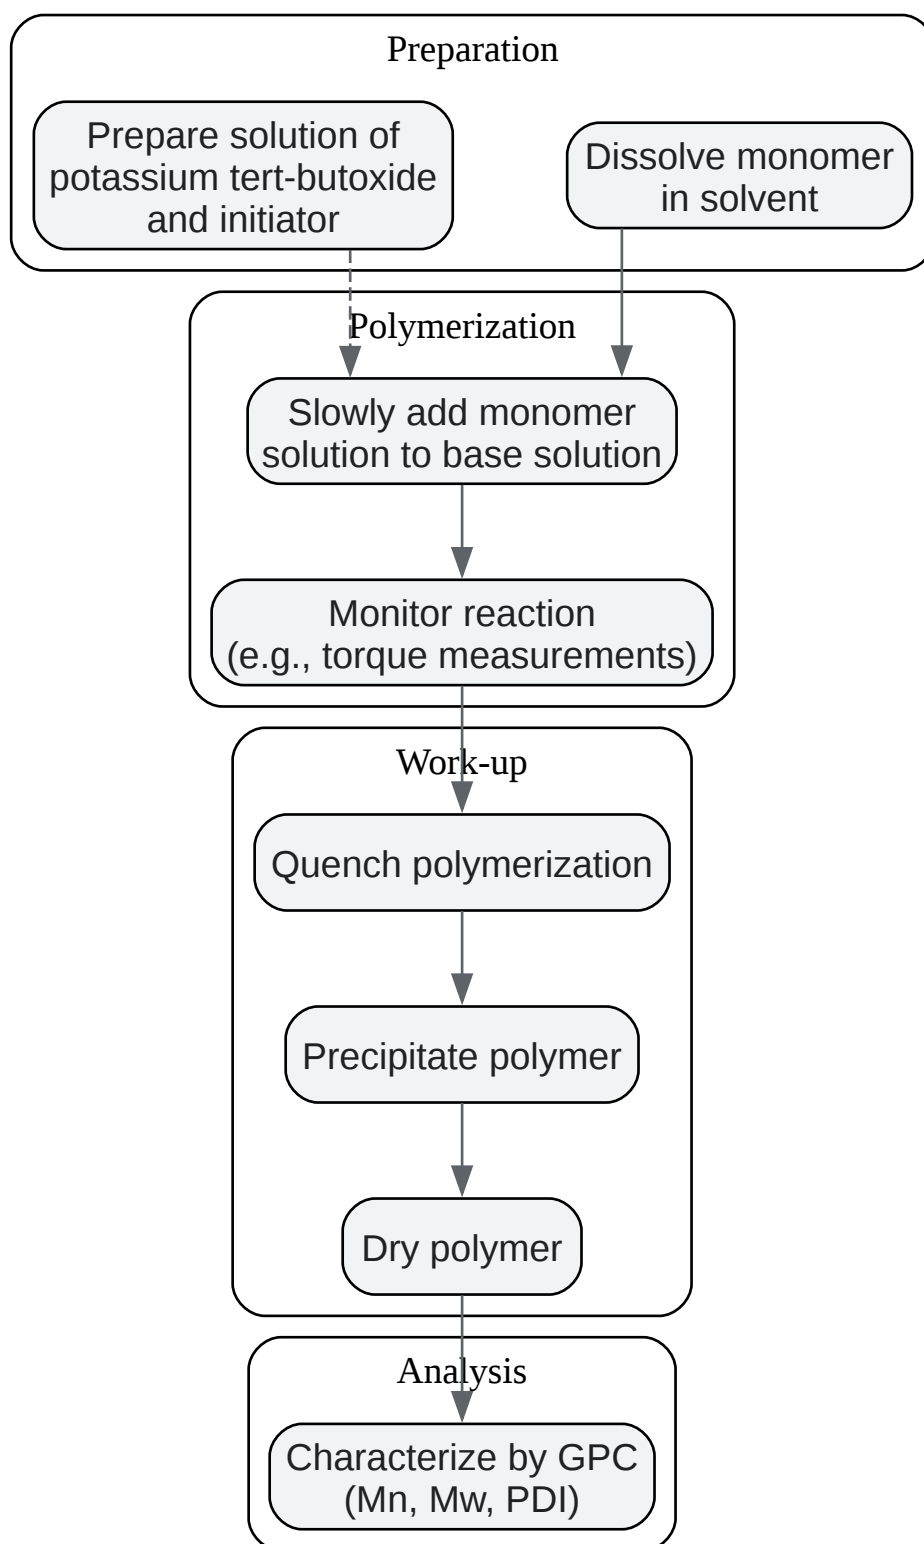 Preparation
Prepare solution of
potassium tert-butoxide
and initiator
Dissolve monomer
in solvent
Polymerization
Slowly add monomer
solution to base solution
Monitor reaction
(e.g., torque measurements)
Work-up
Quench polymerization
Precipitate polymer
Dry polymer
Analysis
Characterize by GPC
(Mn, Mw, PDI)